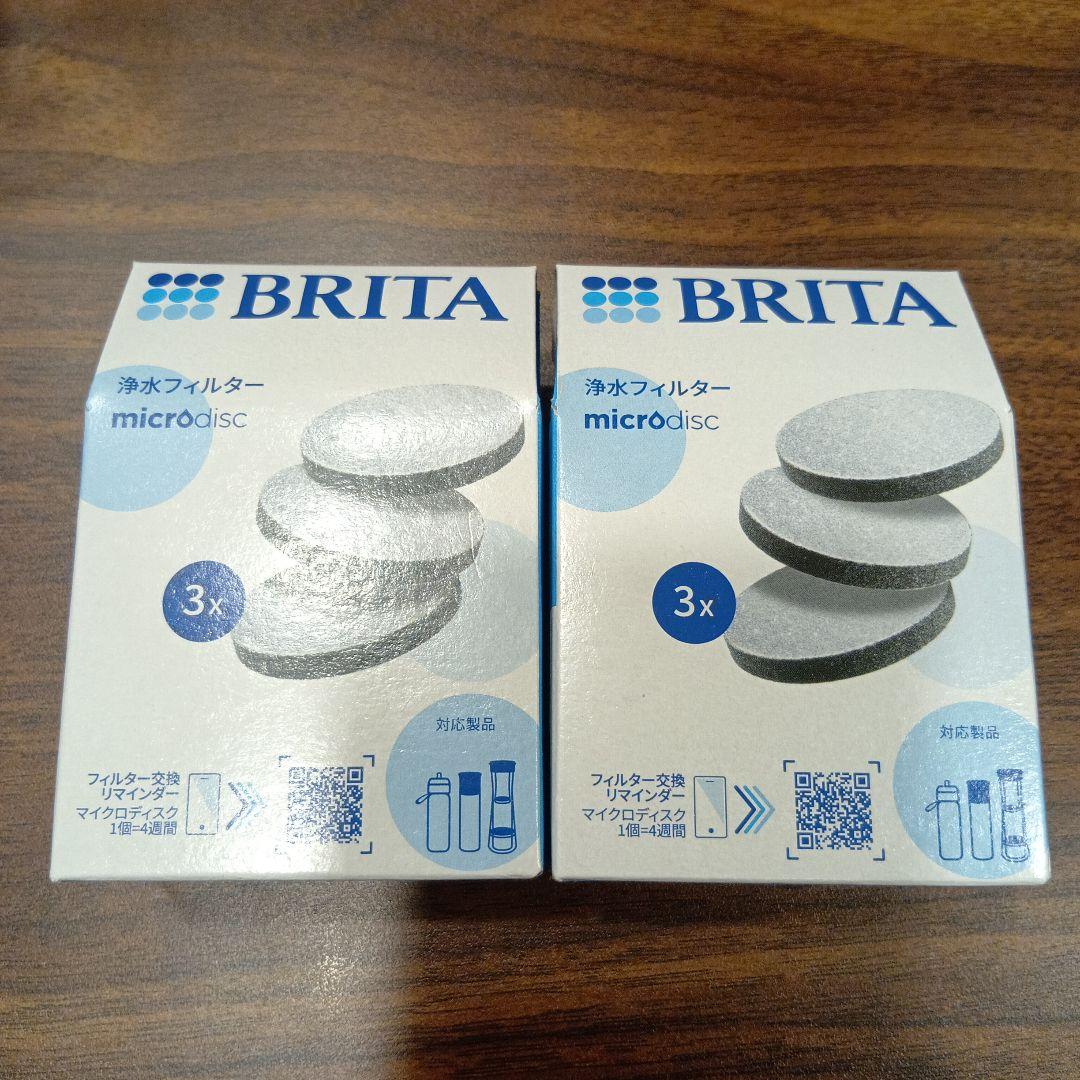 BRITA
浄水フィルター
microdisc
3x
対応製品
フィルター交換
リマインダー
マイクロディスク
1個=4週間
BRITA
浄水フィルター
microdisc
3x
対応製品
フィルター交換
リマインダー
マイクロディスク
1個=4週間